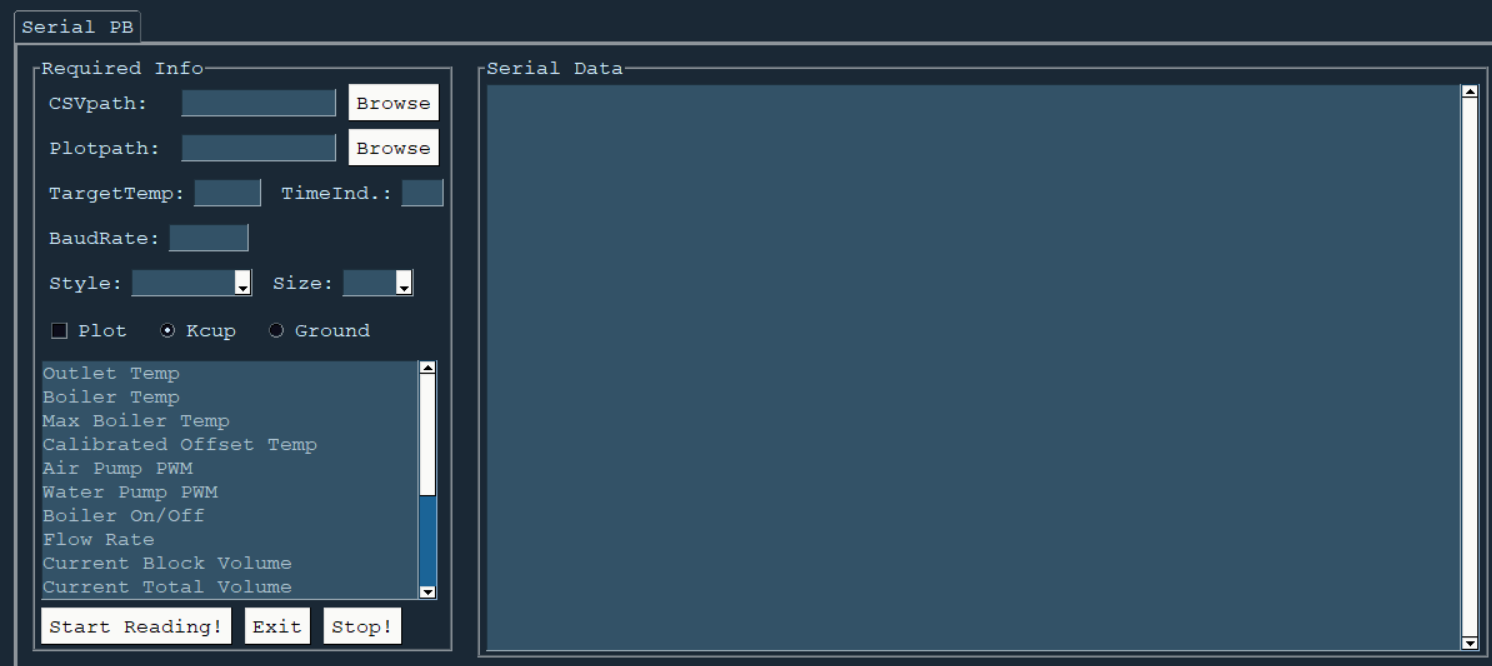 Serial PB
Required Info
CSVpath: Browse
Plotpath: Browse
TargetTemp: TimeInd.:
BaudRate:
Style: Size:
Plot Kcup Ground
Outlet Temp
Boiler Temp
Max Boiler Temp
Calibrated Offset Temp
Air Pump PWM
Water Pump PWM
Boiler On/Off
Flow Rate
Current Block Volume
Current Total Volume
Start Reading! Exit Stop!
Serial Data